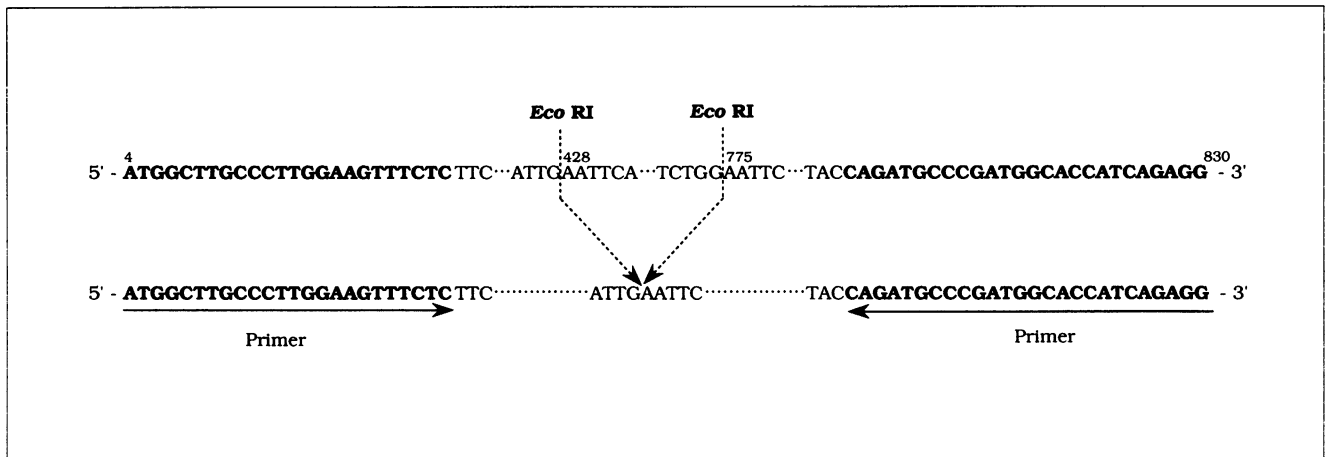 Eco RI Eco RI
4 428 775 830
5' - ATGGCTTGCCCTTGGAAGTTTCTC TTC···ATTGAATTCA···TCTGGAATTC···TACCAGATGCCCGATGGCACCATCAGAGG - 3'
5' - ATGGCTTGCCCTTGGAAGTTTCTC TTC··············ATTGAATTC··············TACCAGATGCCCGATGGCACCATCAGAGG - 3'
Primer Primer